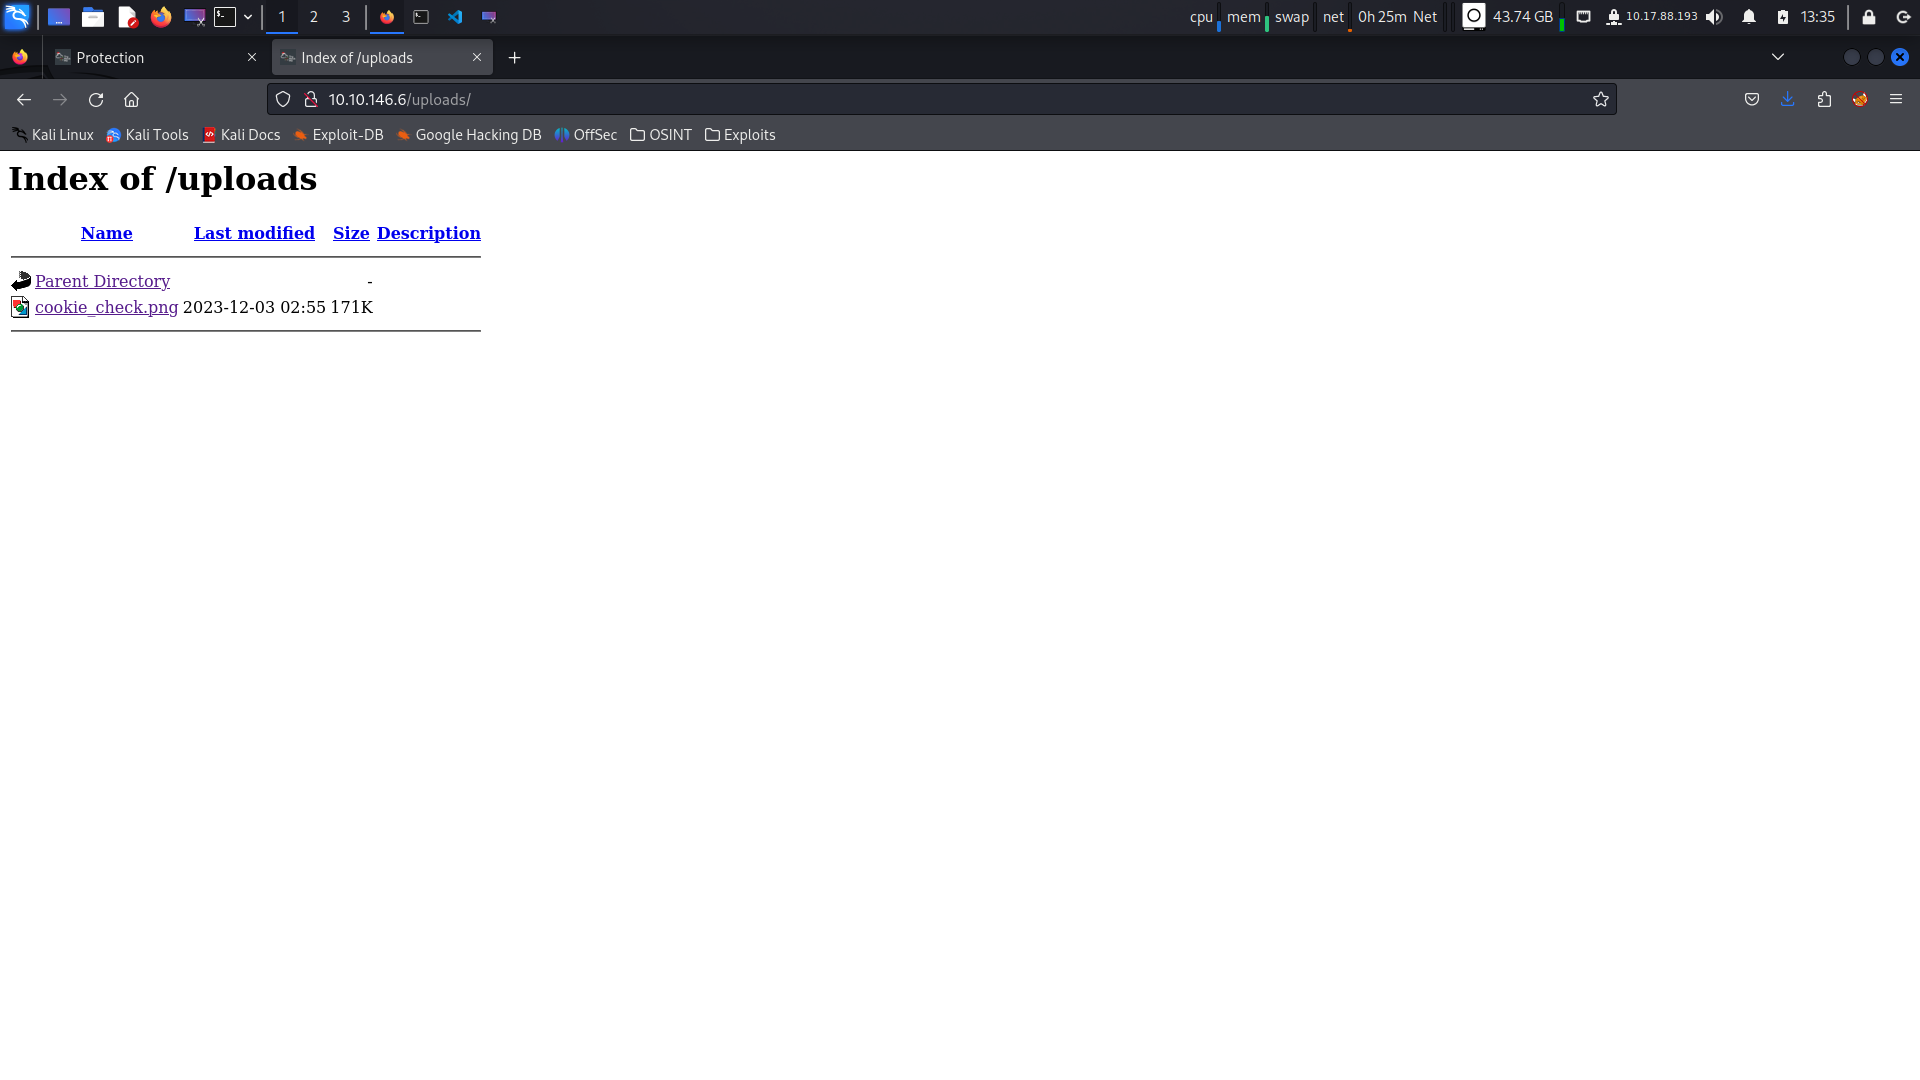 1 2 3 cpu mem swap net 0h 25m Net 43.74 GB 10.17.88.193 13:35
Protection Index of /uploads
10.10.146.6/uploads/
Kali Linux Kali Tools Kali Docs Exploit-DB Google Hacking DB OffSec OSINT Exploits
Index of /uploads
Name Last modified Size Description
Parent Directory -
cookie_check.png 2023-12-03 02:55 171K